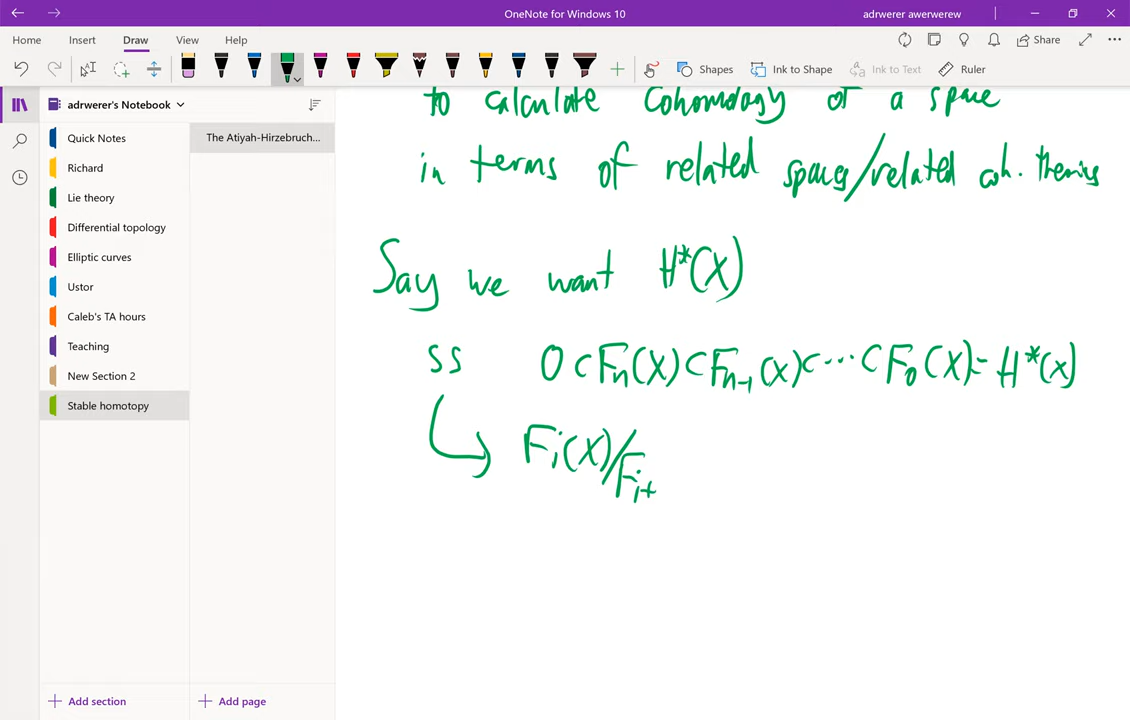 OneNote for Windows 10
adrwerer awerwerew
Home Insert Draw View Help
Share
Shapes
Ink to Shape
Ink to Text
Ruler
adrwerer's Notebook
Quick Notes
Richard
Lie theory
Differential topology
Elliptic curves
Ustor
Caleb's TA hours
Teaching
New Section 2
Stable homotopy
Add section
The Atiyah-Hirzebruch...
Add page
to calculate Cohomology of a space
in terms of related spaces/related coh. theories
Say we want H*(X)
SS 0⊂Fn(X)⊂Fn-1(X)⊂···⊂F0(X)=H*(X)
Fi(X)/Fi+